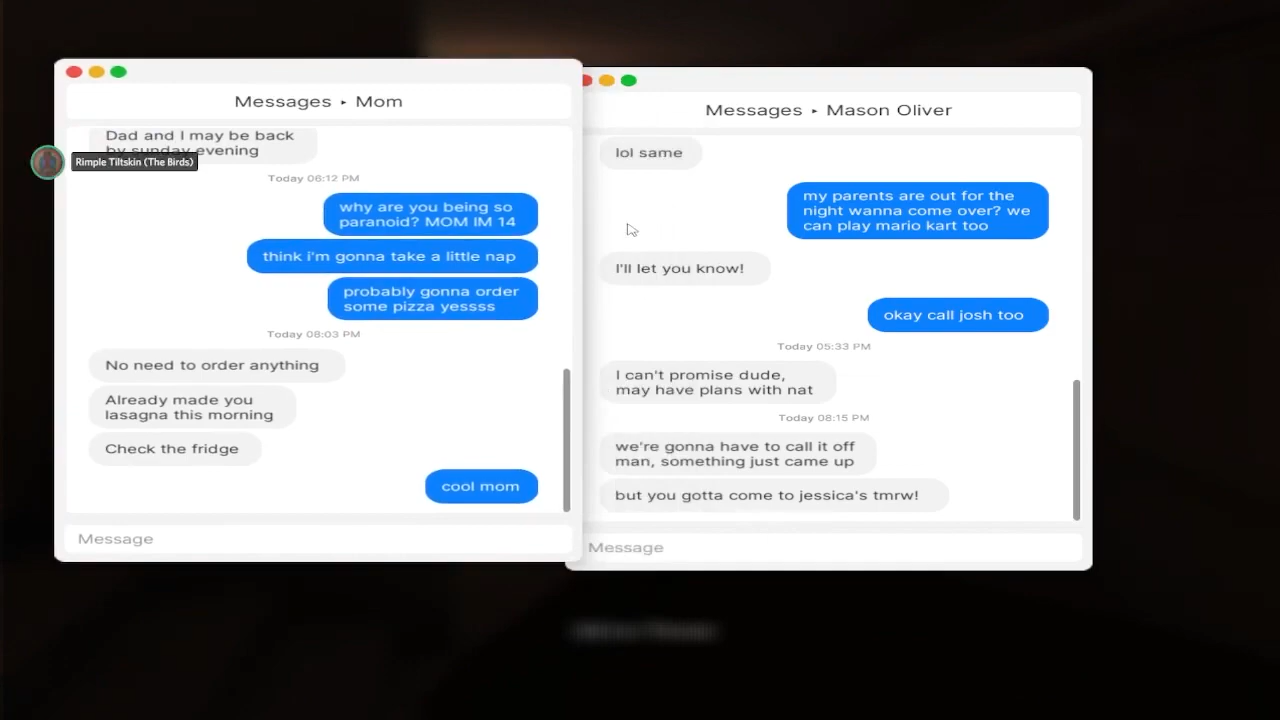 Messages ▸ Mom
Dad and I may be back
by sunday evening
Rimple Tiltskin (The Birds)
Today 06:12 PM
why are you being so
paranoid? MOM IM 14
think i'm gonna take a little nap
probably gonna order
some pizza yessss
Today 08:03 PM
No need to order anything
Already made you
lasagna this morning
Check the fridge
cool mom
Message
Messages ▸ Mason Oliver
lol same
my parents are out for the
night wanna come over? we
can play mario kart too
I'll let you know!
okay call josh too
Today 05:33 PM
I can't promise dude,
may have plans with nat
Today 08:15 PM
we're gonna have to call it off
man, something just came up
but you gotta come to jessica's tmrw!
Message